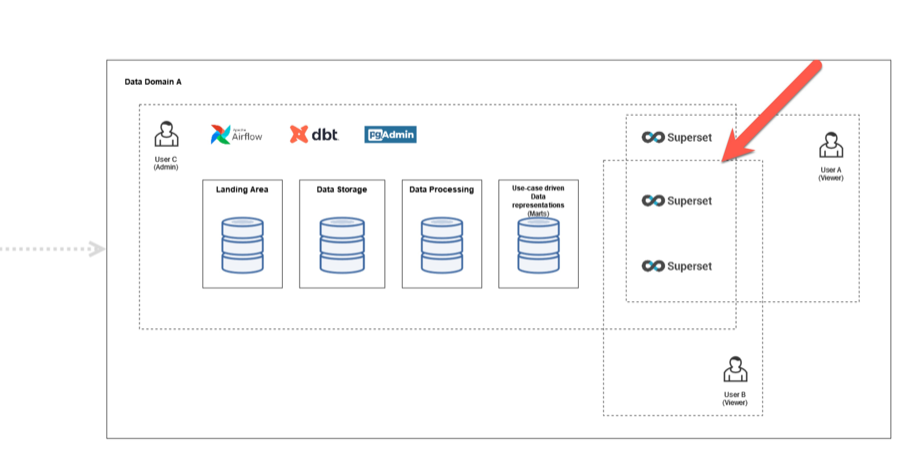 Data Domain A
User C
(Admin)
Apache
Airflow
dbt
PgAdmin
Superset
User A
(Viewer)
Landing Area
Data Storage
Data Processing
Use-case driven
Data
representations
(Marts)
Superset
Superset
User B
(Viewer)